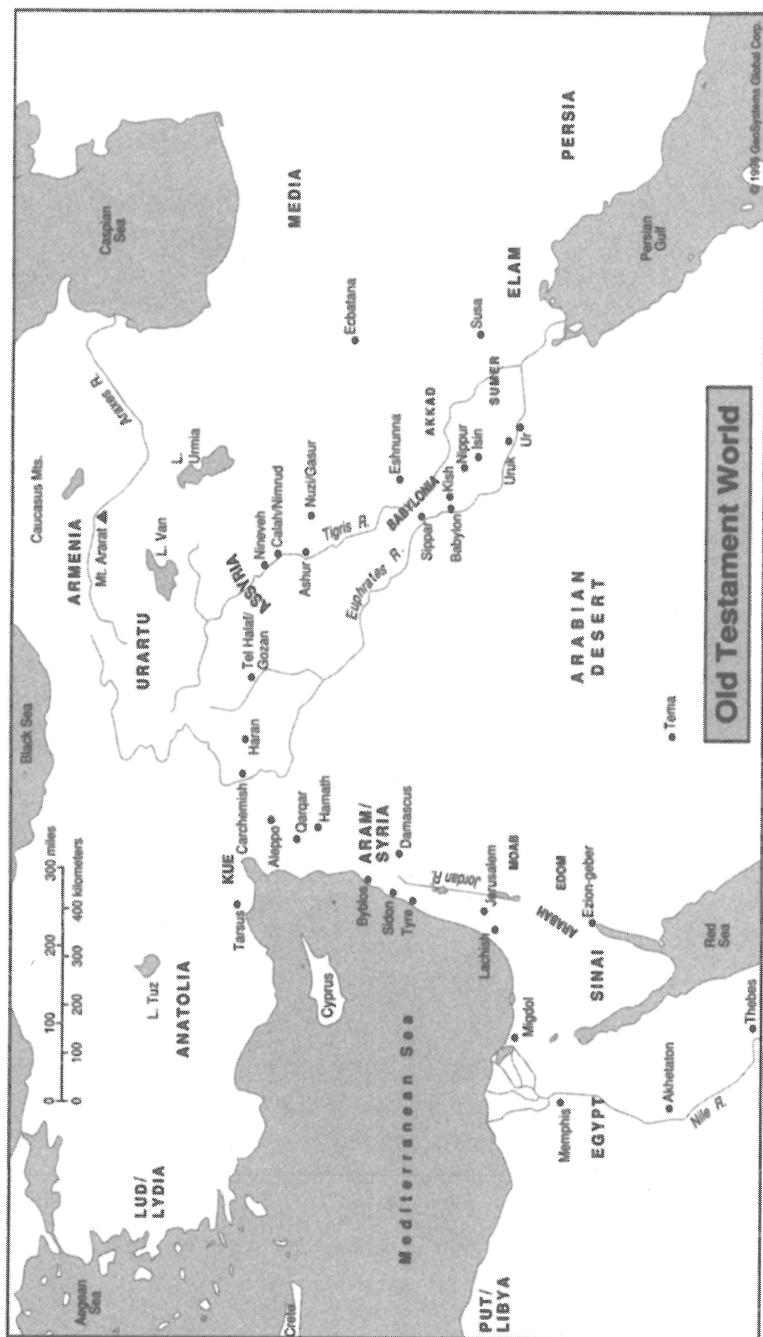 Old Testament World
Black Sea
Caspian
Sea
Caucasus Mts.
ARMENIA
Mt. Ararat
Araxes R.
L.
Urmia
L. Van
URARTU
0 100 200 300 miles
0 100 200 300 400 kilometers
Aegean
Sea
LUD/
LYDIA
L. Tuz
ANATOLIA
Tarsus
KUE
Carchemish
Haran
Tel Halaf/
Gozan
ASSYRIA
Nineveh
Calah/Nimrud
Ashur
Nuzi/Gasur
MEDIA
Ecbatana
Crete
Cyprus
Aleppo
Qarqar
Hamath
Mediterranean Sea
Byblos
ARAM/
SYRIA
Sidon
Damascus
Tyre
Jordan R.
Tigris R.
Euphrates R.
Eshnunna
BABYLONIA
AKKAD
Sippar
Kish
Babylon
Nippur
Isin
SUMER
Susa
ELAM
Uruk
Ur
PERSIA
PUT/
LIBYA
Jerusalem
Lachish
MOAB
EDOM
ARABAH
Ezion-geber
Migdol
SINAI
Memphis
EGYPT
Akhetaton
Nile R.
Thebes
Red
Sea
ARABIAN
DESERT
Tema
Persian
Gulf
© 1996 GeoSystems Global Corp.